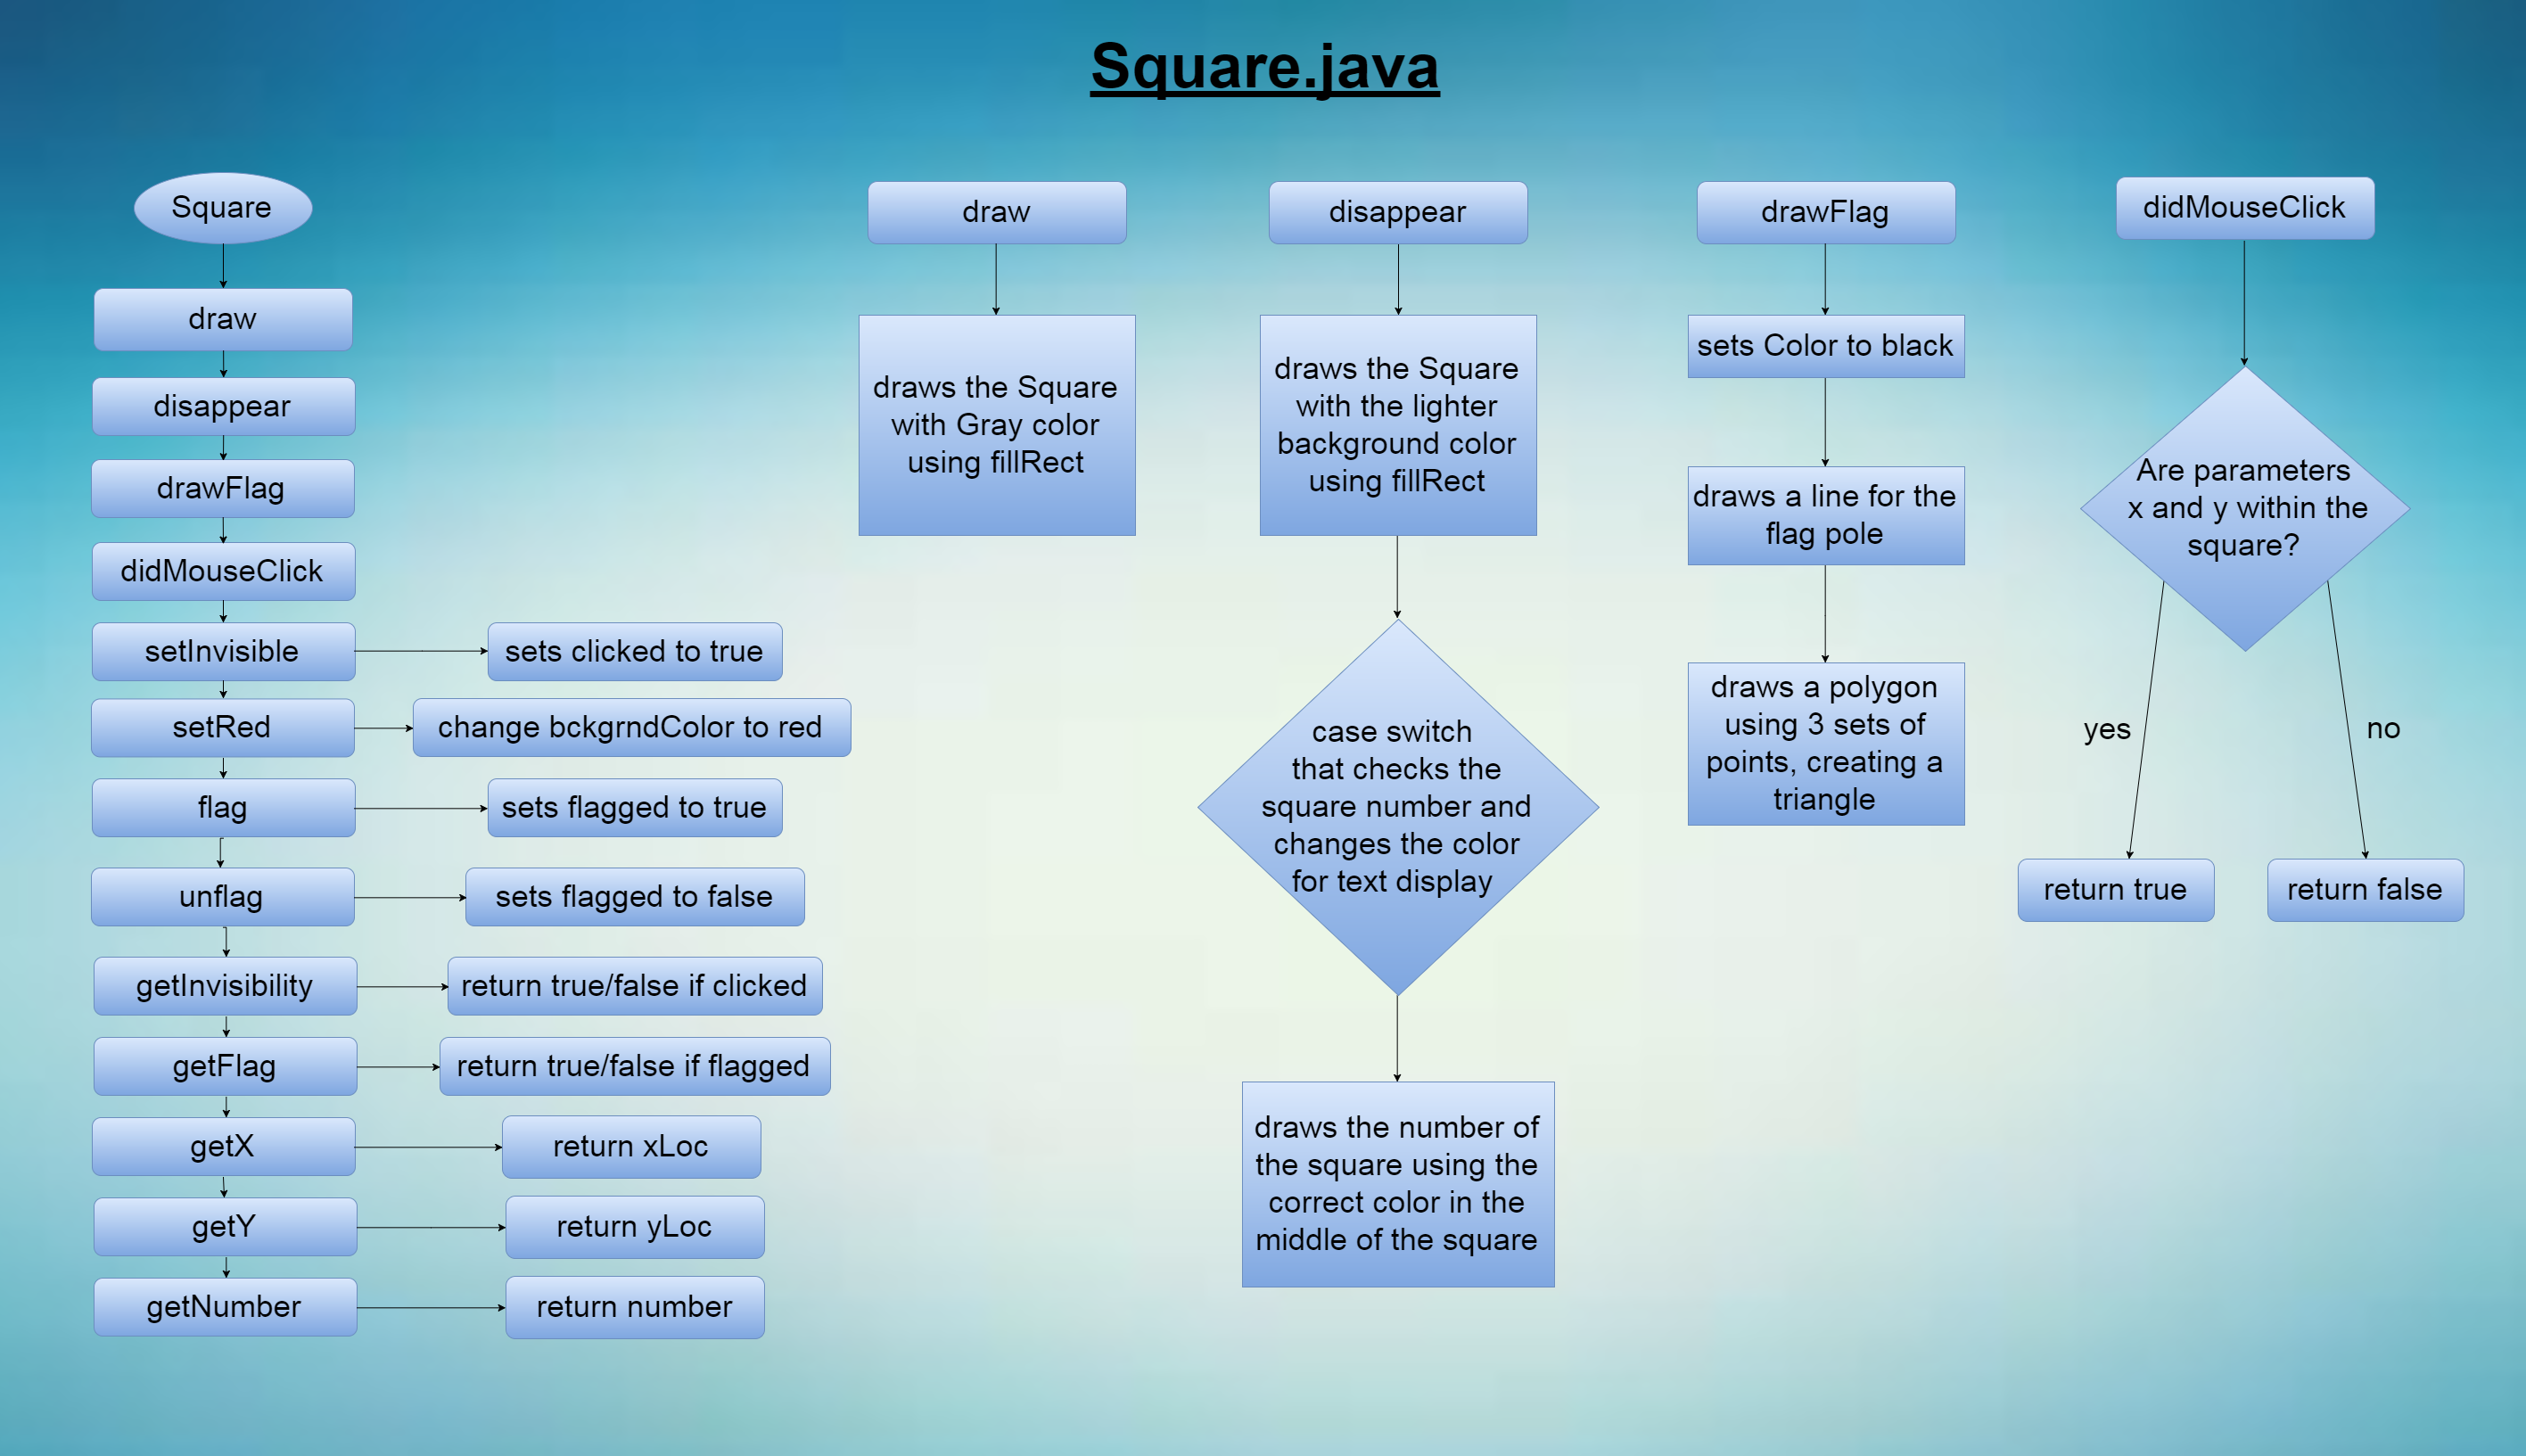 Square.java
Square
draw
disappear
drawFlag
didMouseClick
setInvisible
sets clicked to true
setRed
change bckgrndColor to red
flag
sets flagged to true
unflag
sets flagged to false
getInvisibility
return true/false if clicked
getFlag
return true/false if flagged
getX
return xLoc
getY
return yLoc
getNumber
return number
draw
draws the Square
with Gray color
using fillRect
disappear
draws the Square
with the lighter
background color
using fillRect
case switch
that checks the
square number and
changes the color
for text display
draws the number of
the square using the
correct color in the
middle of the square
drawFlag
sets Color to black
draws a line for the
flag pole
draws a polygon
using 3 sets of
points, creating a
triangle
didMouseClick
Are parameters
x and y within the
square?
yes
no
return true
return false